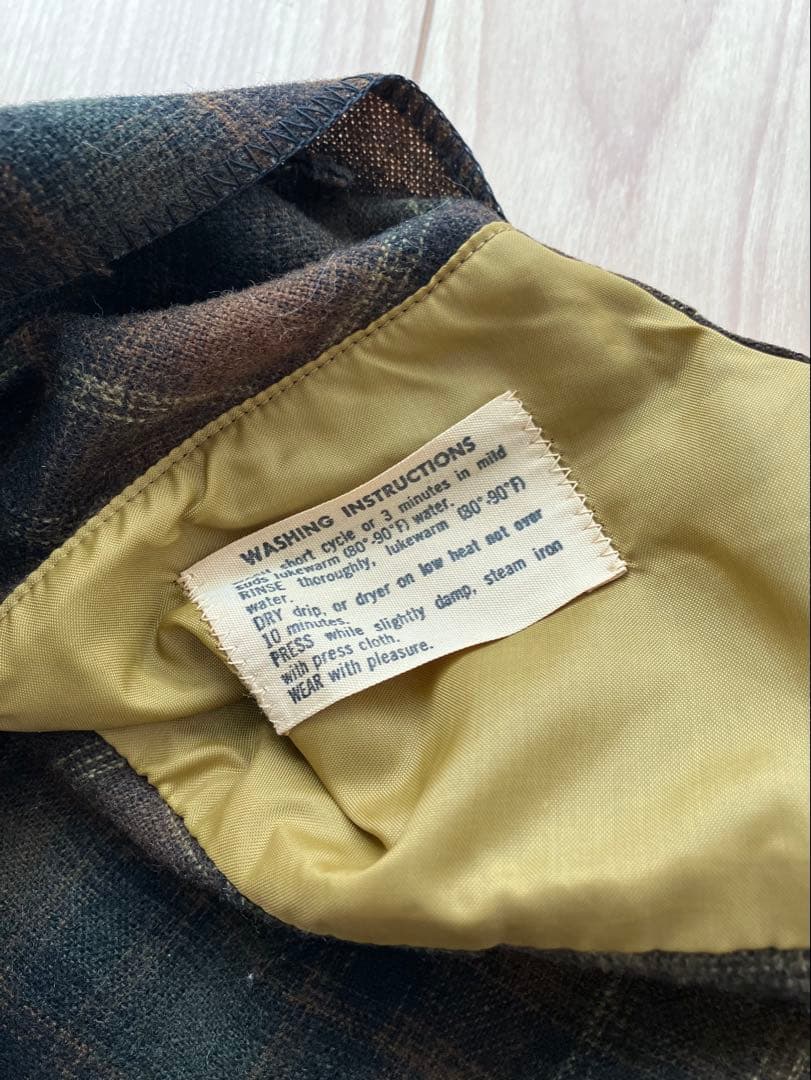 WASHING INSTRUCTIONS
short cycle or 3 minutes in mild
suds lukewarm (80°-90°F) water.
RINSE thoroughly, lukewarm (80°-90°F)
water.
DRY drip, or dryer on low heat not over
10 minutes.
PRESS while slightly damp, steam iron
with press cloth.
WEAR with pleasure.